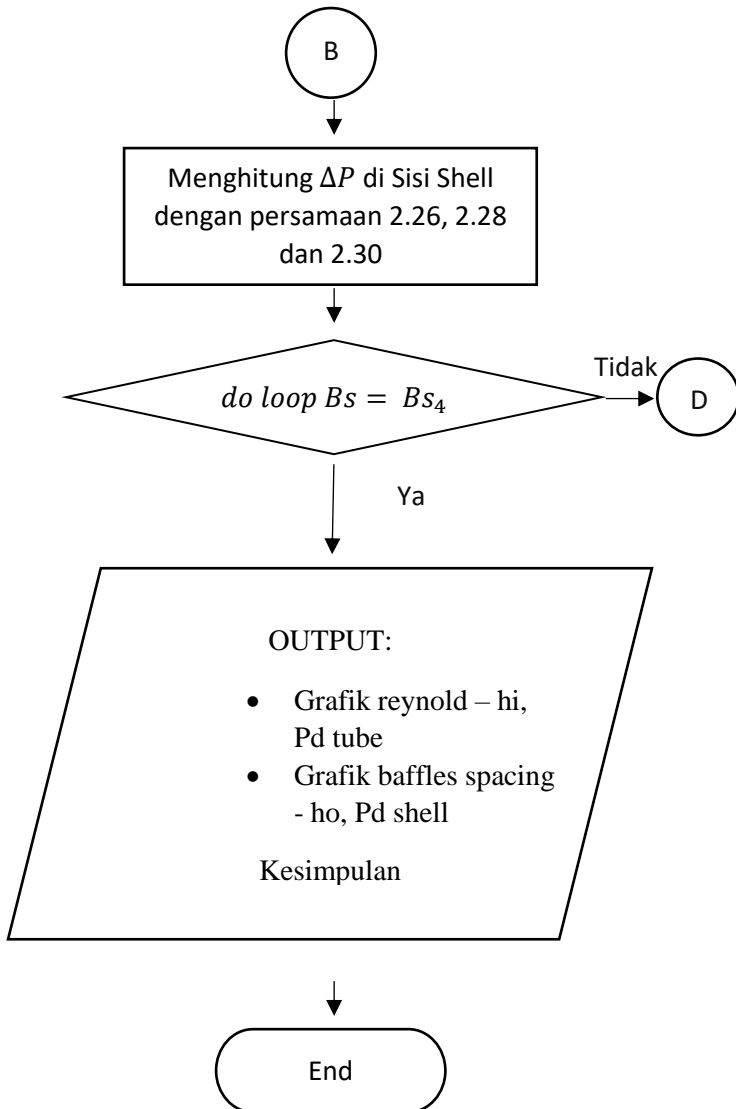 B
Menghitung ΔP di Sisi Shell
dengan persamaan 2.26, 2.28
dan 2.30
do loop Bs = Bs₄
Tidak
D
Ya
OUTPUT:
• Grafik reynold – hi,
Pd tube
• Grafik baffles spacing
- ho, Pd shell
Kesimpulan
End